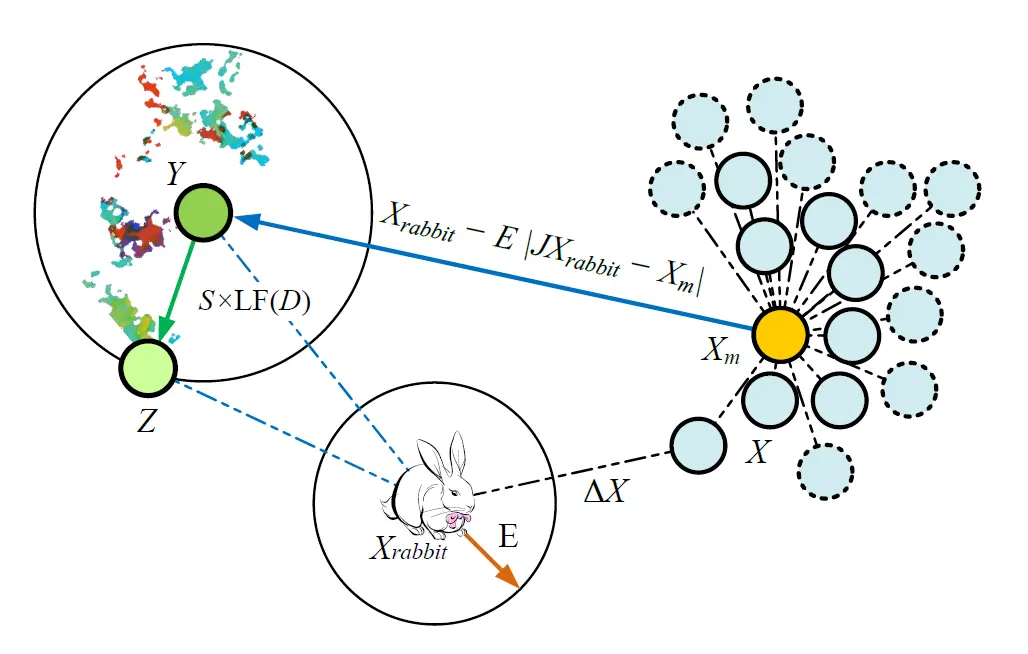 Y
X_rabbit − E |JX_rabbit − X_m|
S×LF(D)
X_m
Z
X
ΔX
X_rabbit
E